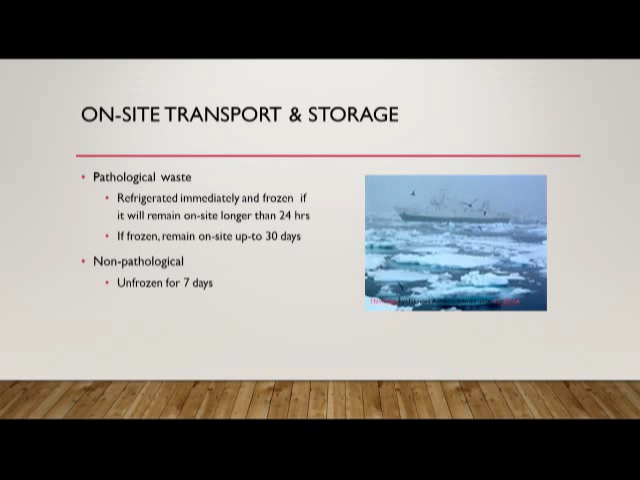 ON-SITE TRANSPORT & STORAGE
• Pathological waste
• Refrigerated immediately and frozen if
it will remain on-site longer than 24 hrs
• If frozen, remain on-site up-to 30 days
• Non-pathological
• Unfrozen for 7 days